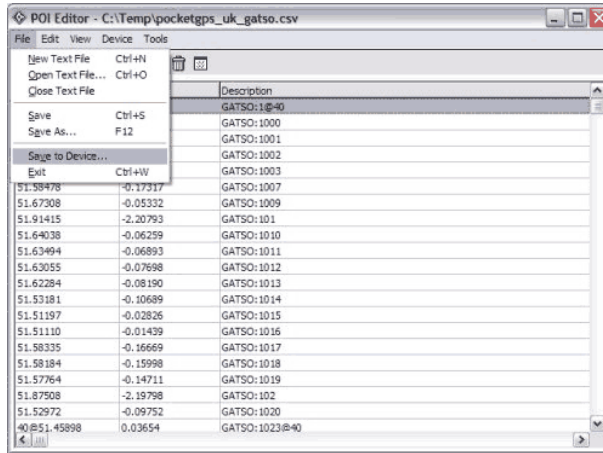 POI Editor - C:\Temp\pocketgps_uk_gatso.csv
File Edit View Device Tools
New Text File Ctrl+N
Open Text File... Ctrl+O
Close Text File
Save Ctrl+S
Save As... F12
Save to Device...
Exit Ctrl+W
Description
GATSO:1@40
GATSO:1000
GATSO:1001
GATSO:1002
GATSO:1003
51.58478 -0.17317 GATSO:1007
51.67308 -0.05332 GATSO:1009
51.91415 -2.20793 GATSO:101
51.64038 -0.06259 GATSO:1010
51.63494 -0.06893 GATSO:1011
51.63055 -0.07698 GATSO:1012
51.62284 -0.08190 GATSO:1013
51.53181 -0.10689 GATSO:1014
51.51197 -0.02826 GATSO:1015
51.51110 -0.01439 GATSO:1016
51.58335 -0.16669 GATSO:1017
51.58184 -0.15998 GATSO:1018
51.57764 -0.14711 GATSO:1019
51.87508 -2.19798 GATSO:102
51.52972 -0.09752 GATSO:1020
40@51.45898 0.03654 GATSO:1023@40